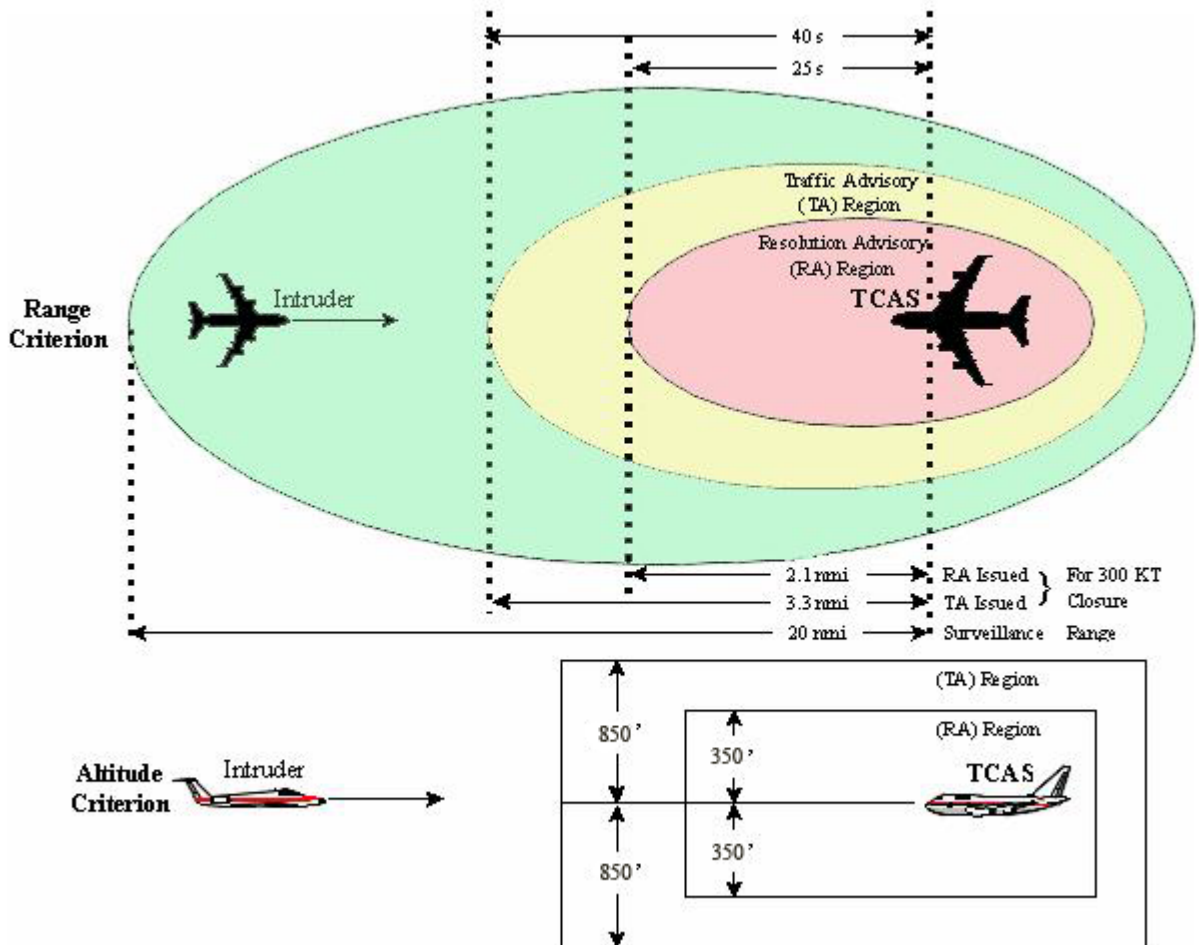 40 s
25 s
Traffic Advisory
(TA) Region
Resolution Advisory
(RA) Region
Intruder
TCAS
Range
Criterion
2.1 nmi RA Issued } For 300 KT
3.3 nmi TA Issued Closure
20 nmi Surveillance Range
(TA) Region
850'
350'
(RA) Region
Altitude
Criterion
Intruder
TCAS
850'
350'